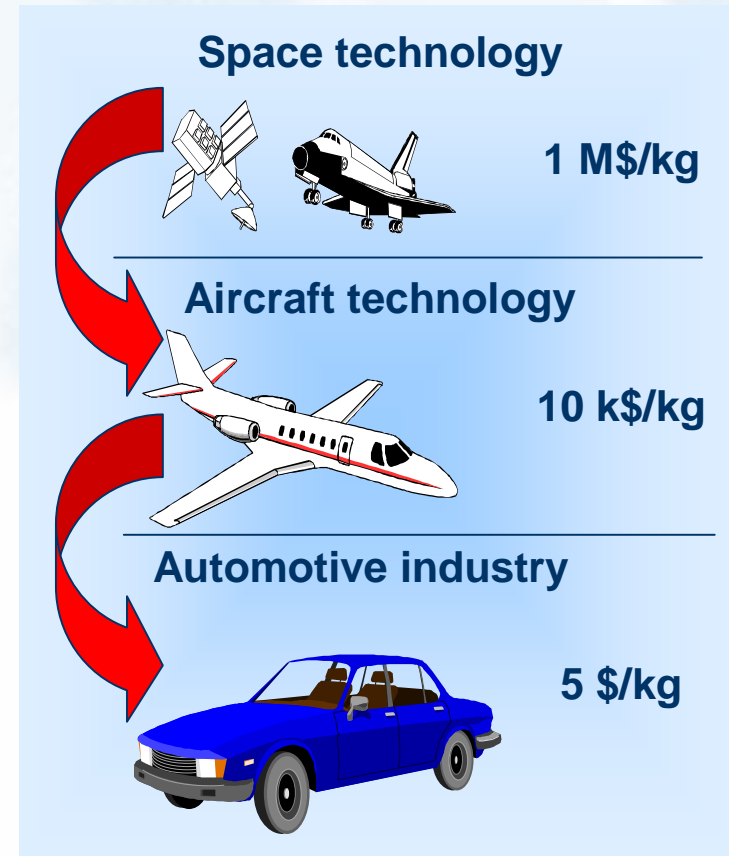 Space technology
1 M$/kg
Aircraft technology
10 k$/kg
Automotive industry
5 $/kg